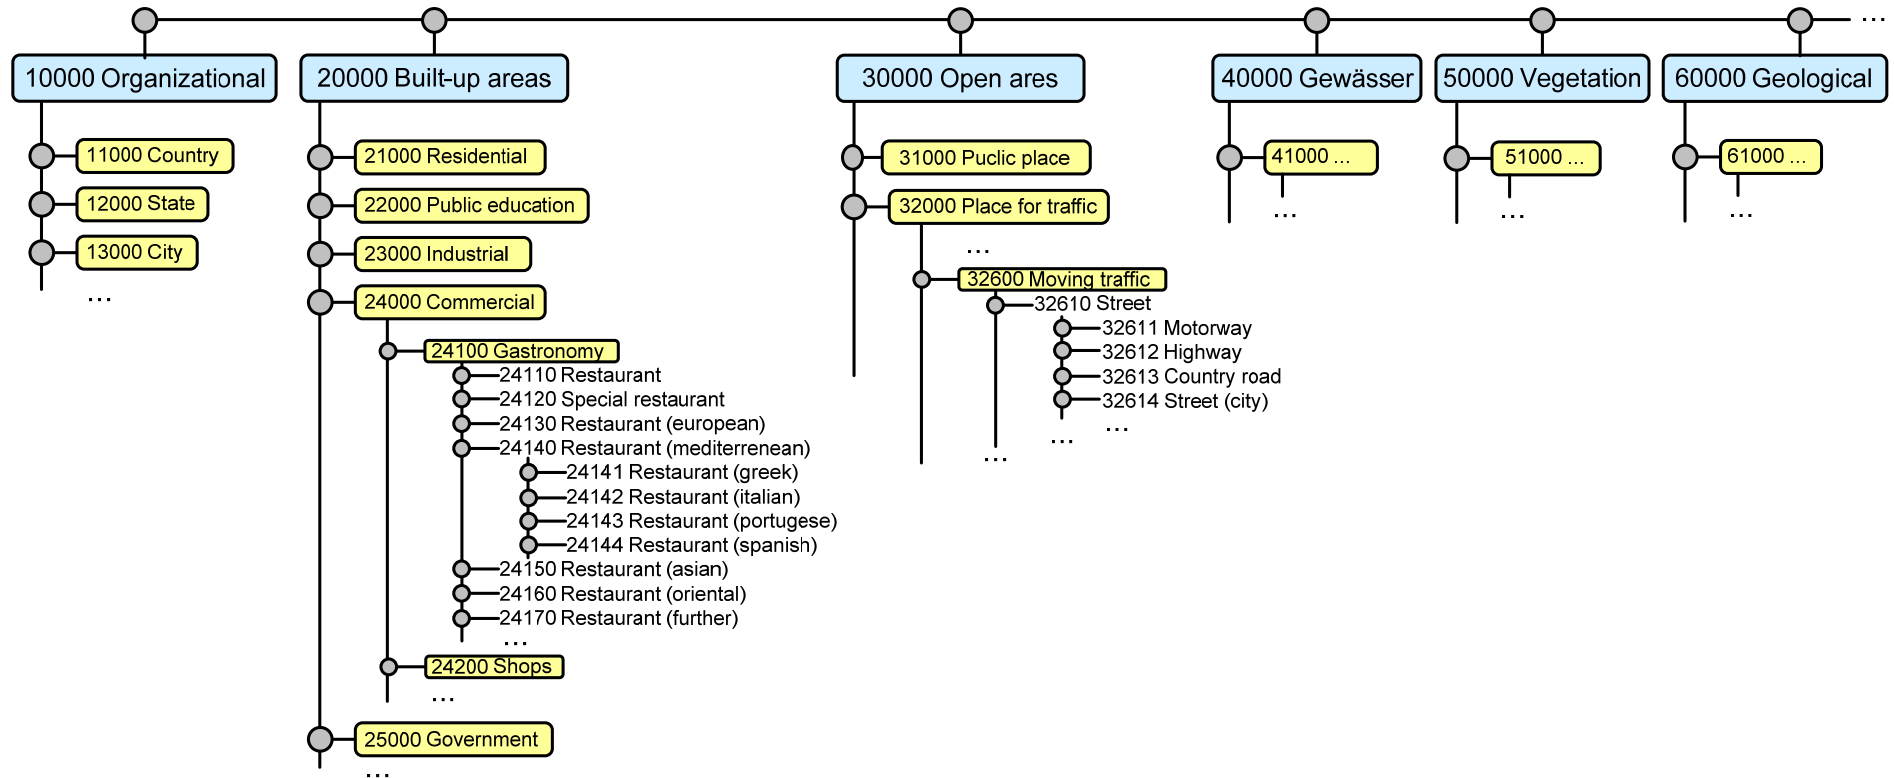 ...
10000 Organizational
11000 Country
12000 State
13000 City
...
20000 Built-up areas
21000 Residential
22000 Public education
23000 Industrial
24000 Commercial
24100 Gastronomy
24110 Restaurant
24120 Special restaurant
24130 Restaurant (european)
24140 Restaurant (mediterrenean)
24141 Restaurant (greek)
24142 Restaurant (italian)
24143 Restaurant (portugese)
24144 Restaurant (spanish)
24150 Restaurant (asian)
24160 Restaurant (oriental)
24170 Restaurant (further)
...
24200 Shops
...
25000 Government
...
30000 Open ares
31000 Puclic place
32000 Place for traffic
...
32600 Moving traffic
32610 Street
32611 Motorway
32612 Highway
32613 Country road
32614 Street (city)
...
...
...
40000 Gewässer
41000 ...
...
50000 Vegetation
51000 ...
...
60000 Geological
61000 ...
...